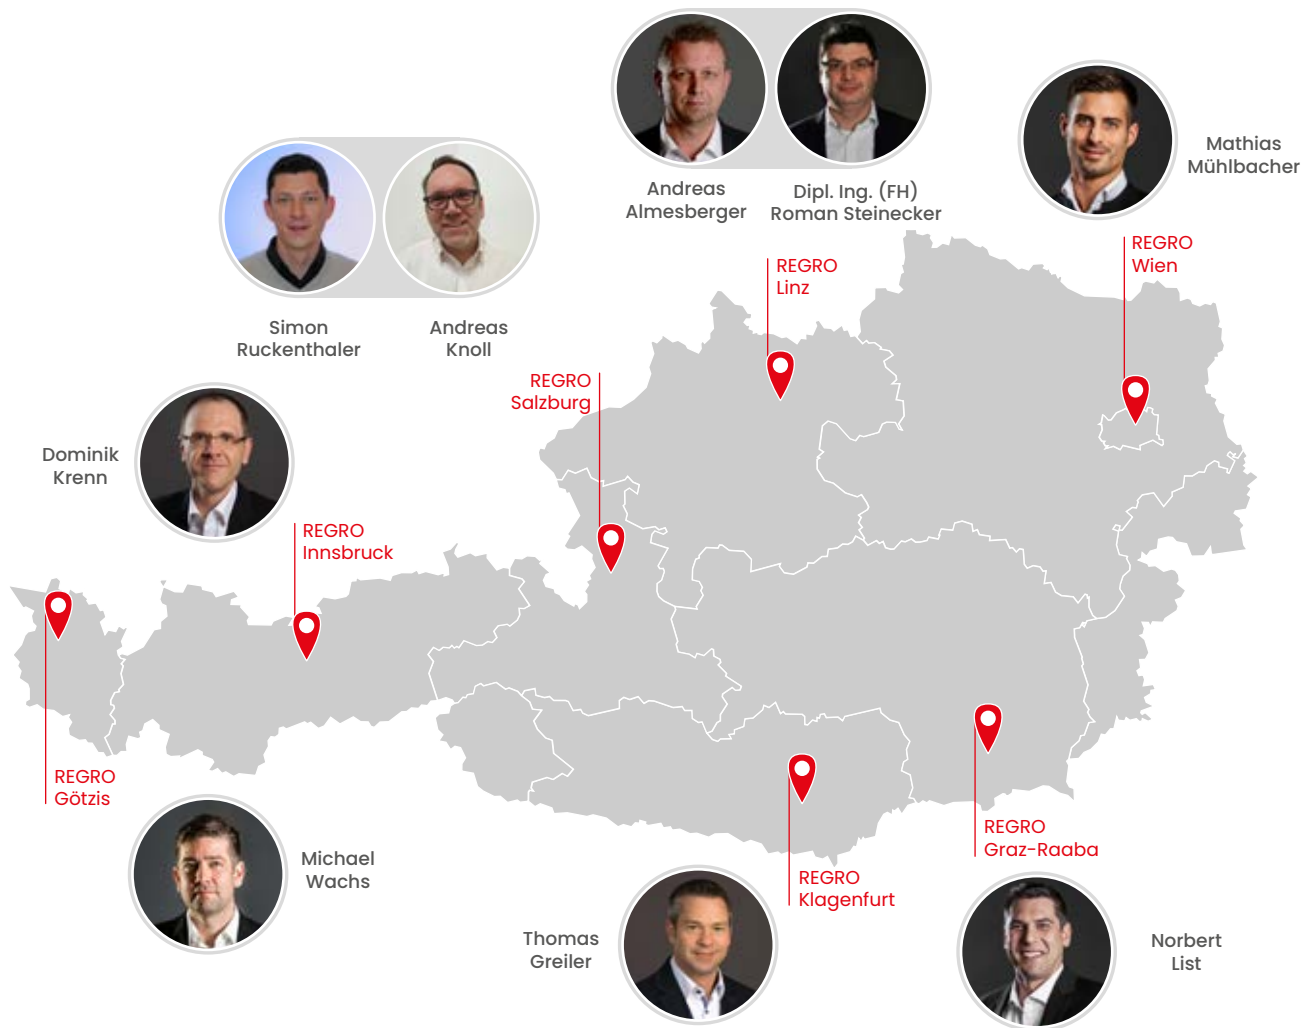 Mathias
Mühlbacher
Andreas
Almesberger
Dipl. Ing. (FH)
Roman Steinecker
REGRO
Wien
REGRO
Linz
Simon
Ruckenthaler
Andreas
Knoll
REGRO
Salzburg
Dominik
Krenn
REGRO
Innsbruck
REGRO
Götzis
REGRO
Graz-Raaba
Michael
Wachs
REGRO
Klagenfurt
Thomas
Greiler
Norbert
List